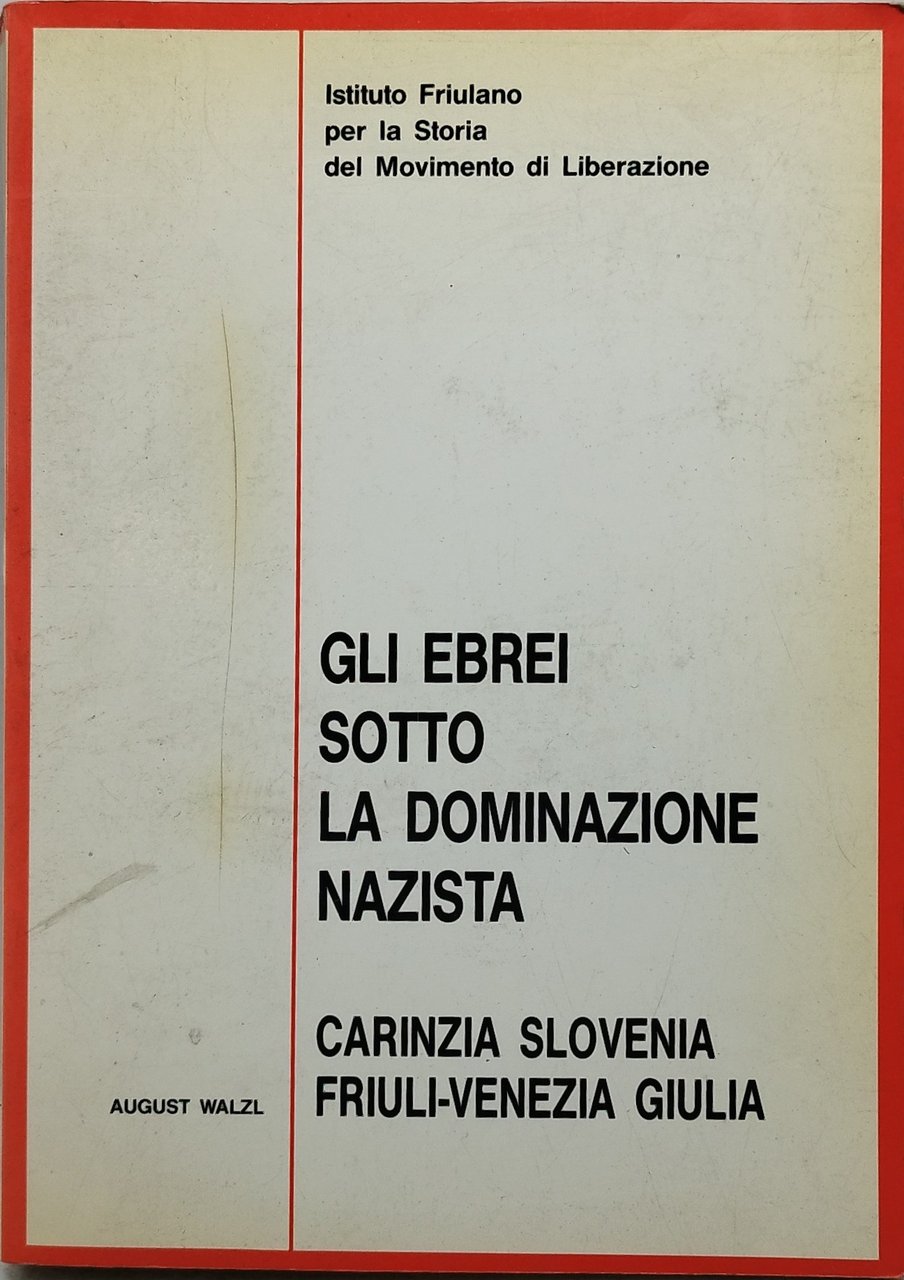 Istituto Friulano
per la Storia
del Movimento di Liberazione
GLI EBREI
SOTTO
LA DOMINAZIONE
NAZISTA
CARINZIA SLOVENIA
FRIULI-VENEZIA GIULIA
AUGUST WALZL